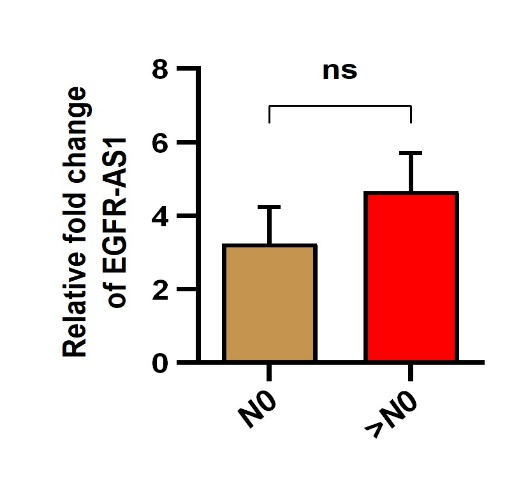 ns
Relative fold change
of EGFR-AS1
8
6
4
2
0
N0
>N0